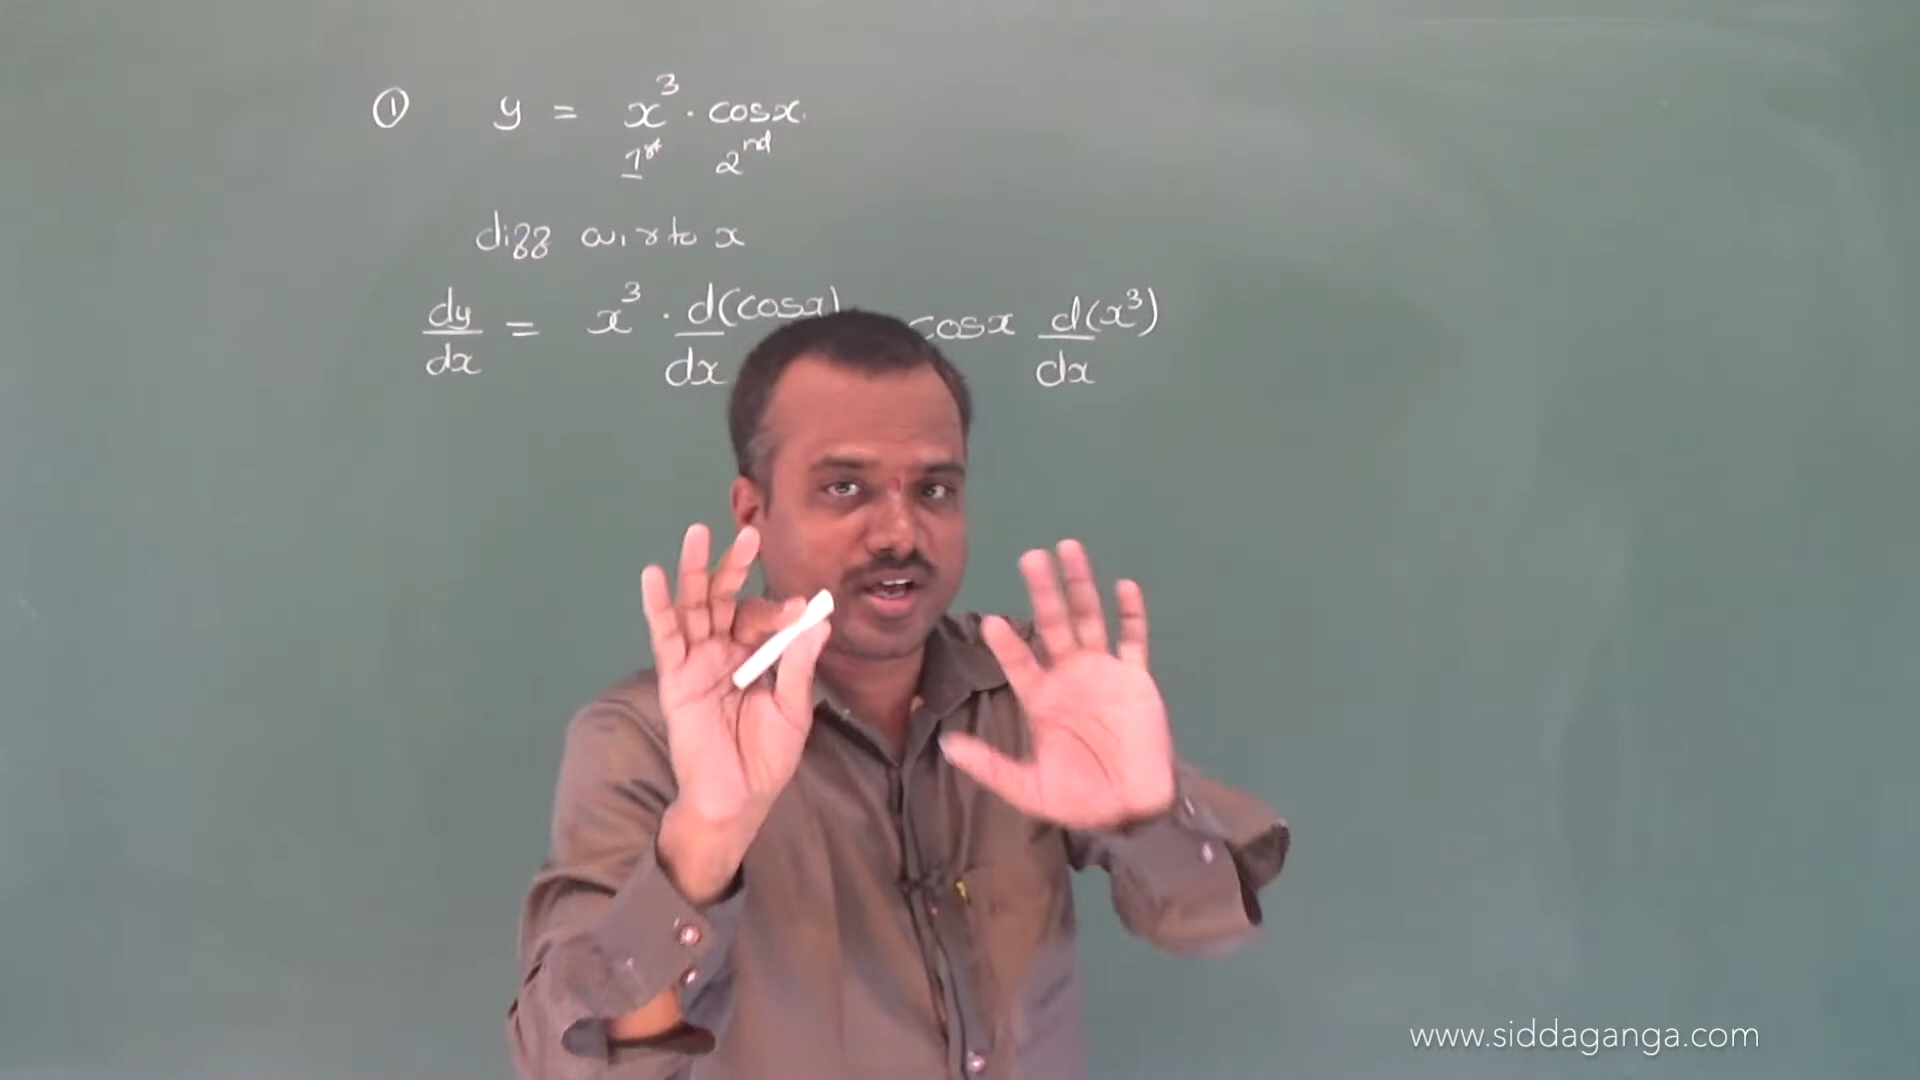 ① y = x³ · cosx.
1st 2nd
diff w.r to x
dy/dx = x³ · d(cosx)/dx cosx d(x³)/dx
www.siddaganga.com